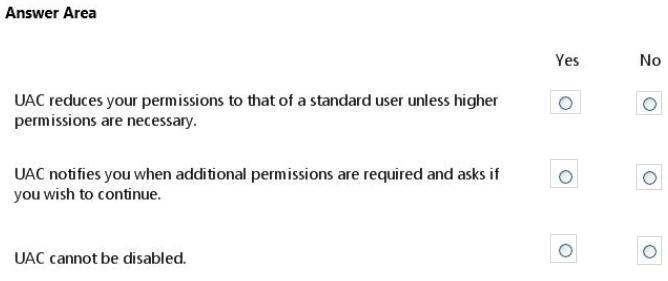 Answer Area
Yes No
UAC reduces your permissions to that of a standard user unless higher
permissions are necessary.
UAC notifies you when additional permissions are required and asks if
you wish to continue.
UAC cannot be disabled.